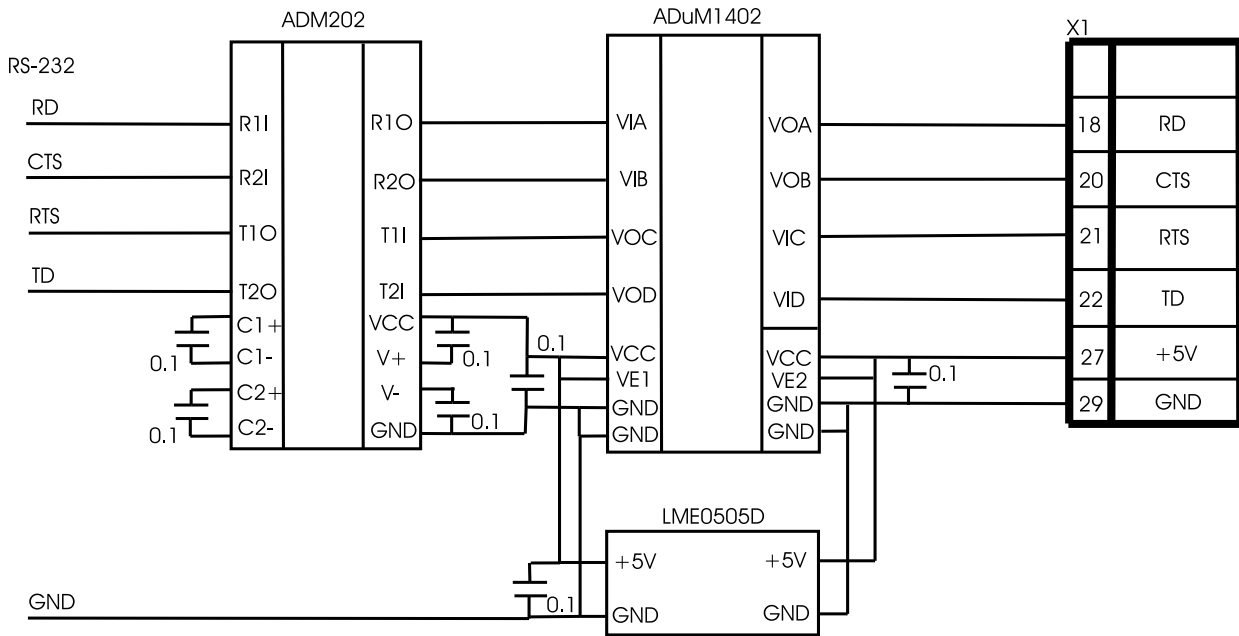 ADM202
ADuM1402
X1
RS-232
RD
R1I
R1O
VIA
VOA
18
RD
CTS
R2I
R2O
VIB
VOB
20
CTS
RTS
T1O
T1I
VOC
VIC
21
RTS
TD
T2O
T2I
VOD
VID
22
TD
C1+
VCC
0.1
C1-
V+
0.1
0.1
VCC
VCC
27
+5V
VE1
VE2
0.1
C2+
V-
GND
GND
29
GND
0.1
C2-
GND
0.1
GND
GND
LME0505D
+5V
+5V
GND
0.1
GND
GND